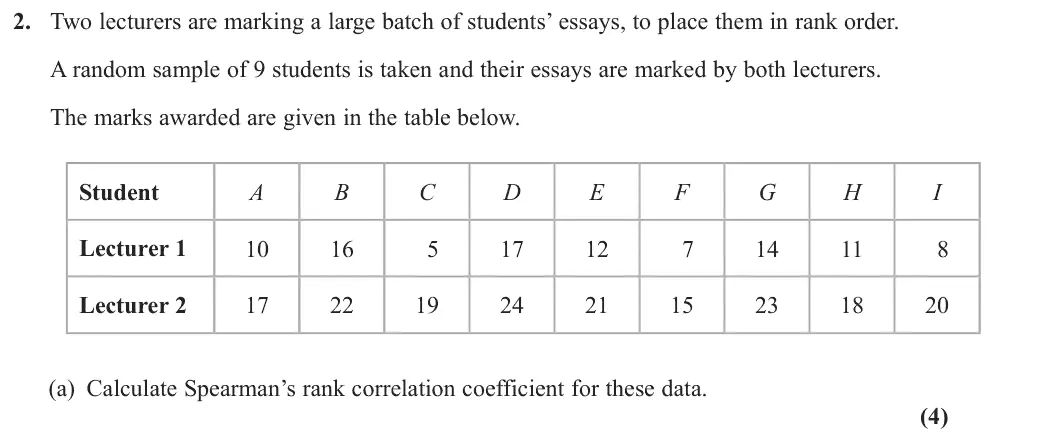 2. Two lecturers are marking a large batch of students’ essays, to place them in rank order.
A random sample of 9 students is taken and their essays are marked by both lecturers.
The marks awarded are given in the table below.
Student A B C D E F G H I
Lecturer 1 10 16 5 17 12 7 14 11 8
Lecturer 2 17 22 19 24 21 15 23 18 20
(a) Calculate Spearman’s rank correlation coefficient for these data.
(4)